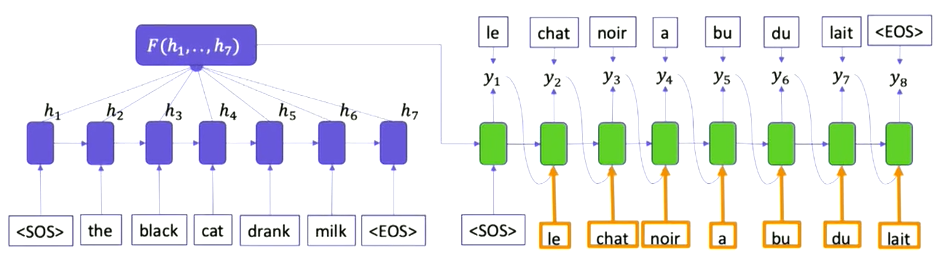 le chat noir a bu du lait <EOS>
F(h₁,..,h₇)
y₁ y₂ y₃ y₄ y₅ y₆ y₇ y₈
h₁ h₂ h₃ h₄ h₅ h₆ h₇
<SOS> the black cat drank milk <EOS> <SOS> le chat noir a bu du lait